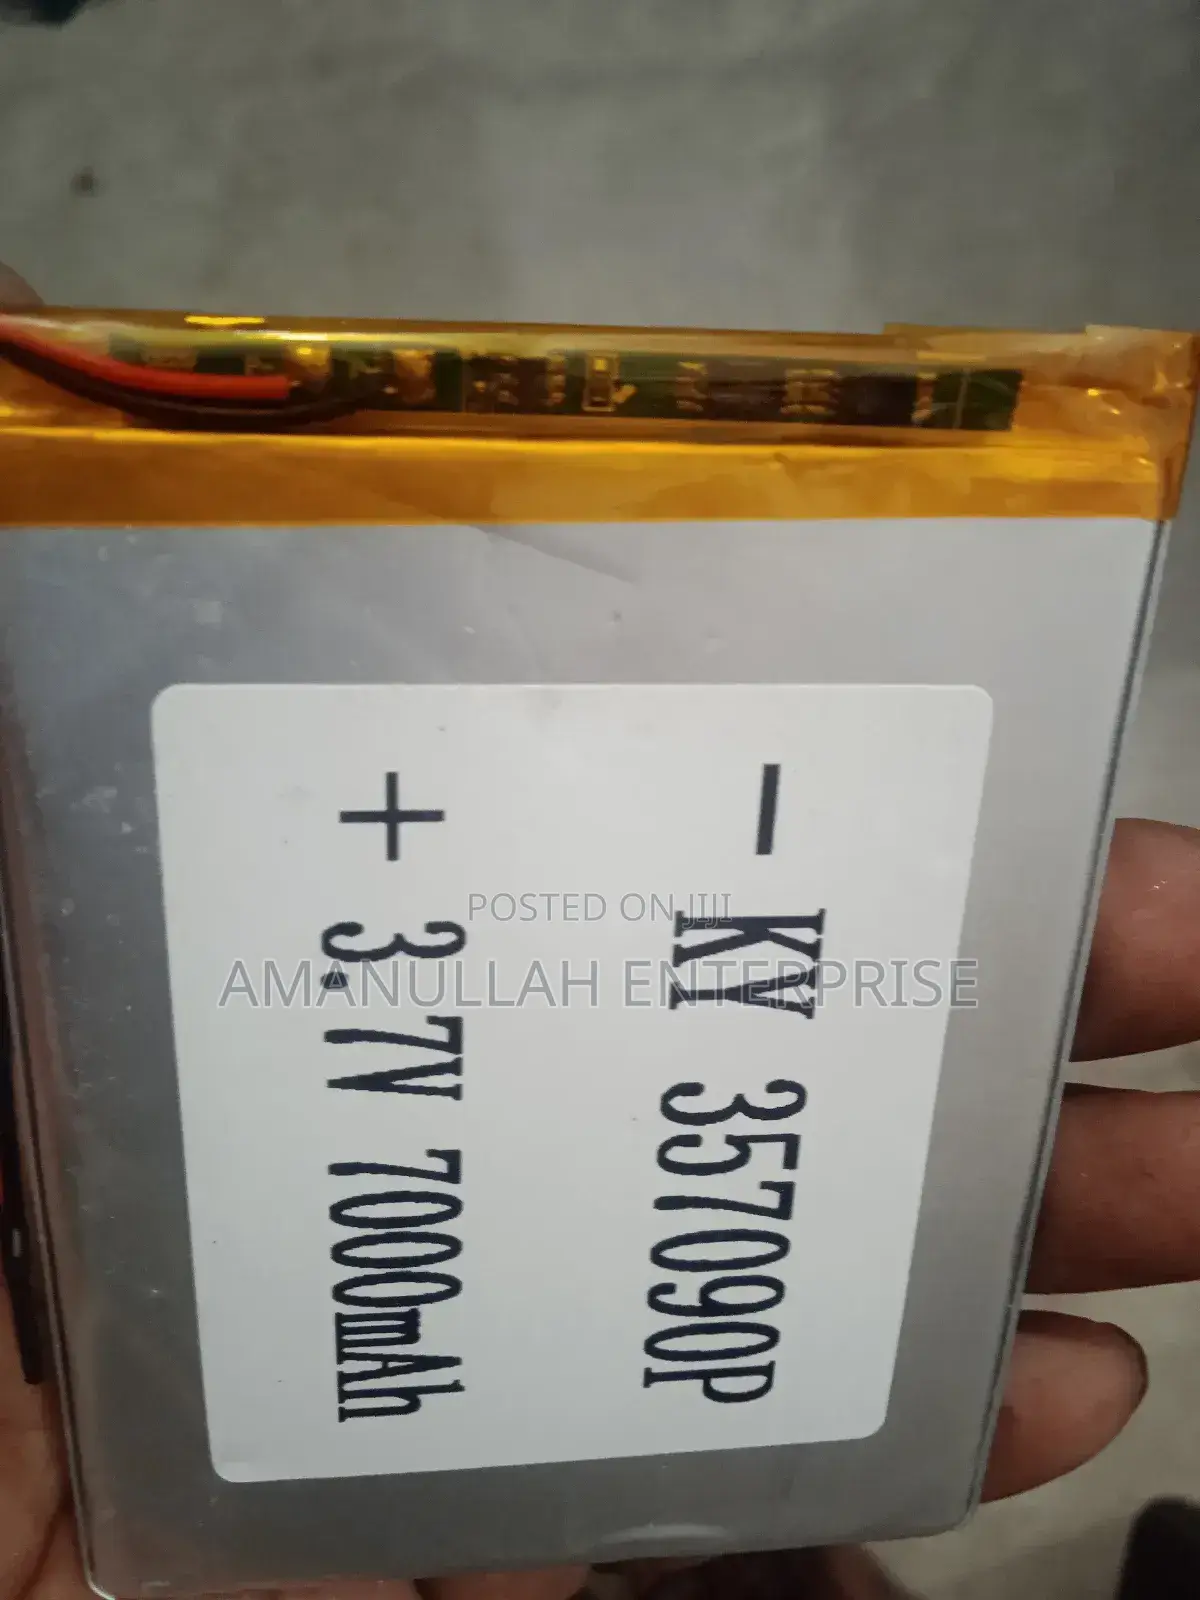 − KY 357090P
+ 3.7V 7000mAh
POSTED ON JIJI
AMANULLAH ENTERPRISE